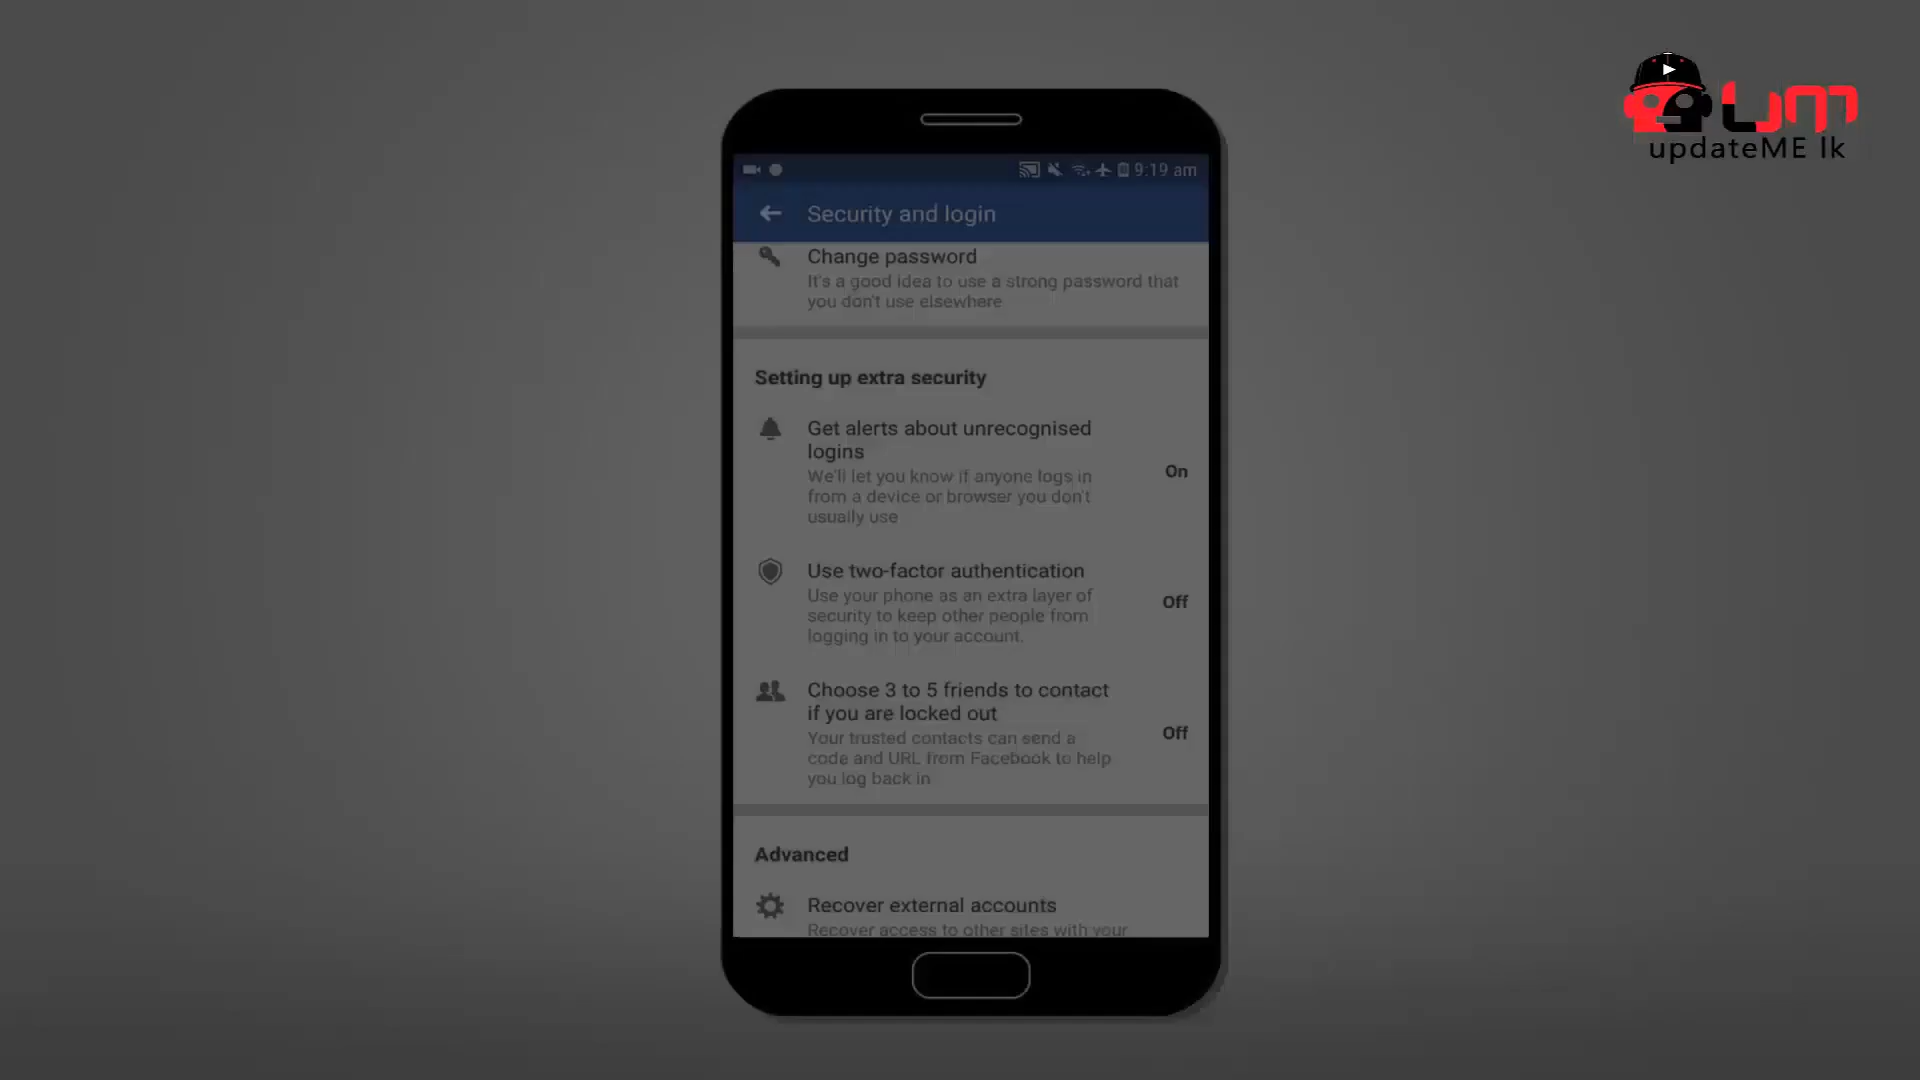 um
updateME lk
9:19 am
Security and login
Change password
It's a good idea to use a strong password that
you don't use elsewhere
Setting up extra security
Get alerts about unrecognised
logins
We'll let you know if anyone logs in
from a device or browser you don't
usually use
On
Use two-factor authentication
Use your phone as an extra layer of
security to keep other people from
logging in to your account.
Off
Choose 3 to 5 friends to contact
if you are locked out
Your trusted contacts can send a
code and URL from Facebook to help
you log back in
Off
Advanced
Recover external accounts
Recover access to other sites with your